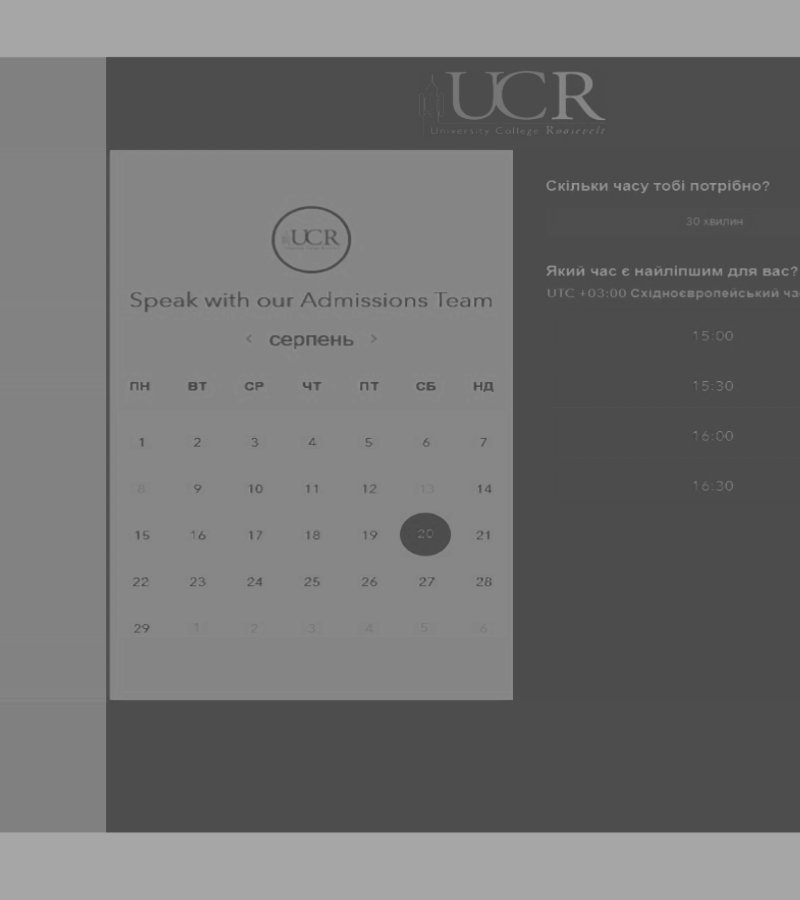 UCR
University College Roosevelt
UCR
Speak with our Admissions Team
< серпень >
ПН ВТ СР ЧТ ПТ СБ НД
1 2 3 4 5 6 7
8 9 10 11 12 13 14
15 16 17 18 19 20 21
22 23 24 25 26 27 28
29 1 2 3 4 5 6
Скільки часу тобі потрібно?
30 хвилин
Який час є найліпшим для вас?
UTC +03:00 Східноєвропейський ча
15:00
15:30
16:00
16:30